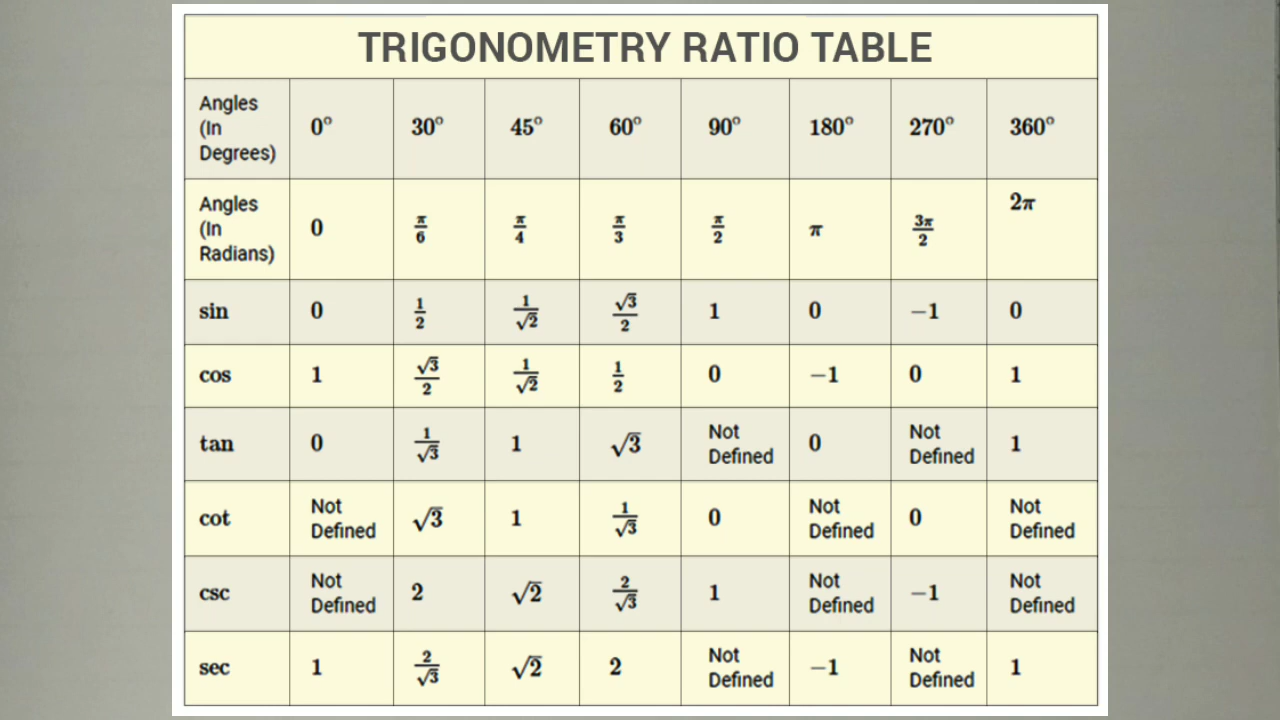 TRIGONOMETRY RATIO TABLE
Angles (In Degrees) 0° 30° 45° 60° 90° 180° 270° 360°
Angles (In Radians) 0 π/6 π/4 π/3 π/2 π 3π/2 2π
sin 0 1/2 1/√2 √3/2 1 0 −1 0
cos 1 √3/2 1/√2 1/2 0 −1 0 1
tan 0 1/√3 1 √3 Not Defined 0 Not Defined 1
cot Not Defined √3 1 1/√3 0 Not Defined 0 Not Defined
csc Not Defined 2 √2 2/√3 1 Not Defined −1 Not Defined
sec 1 2/√3 √2 2 Not Defined −1 Not Defined 1